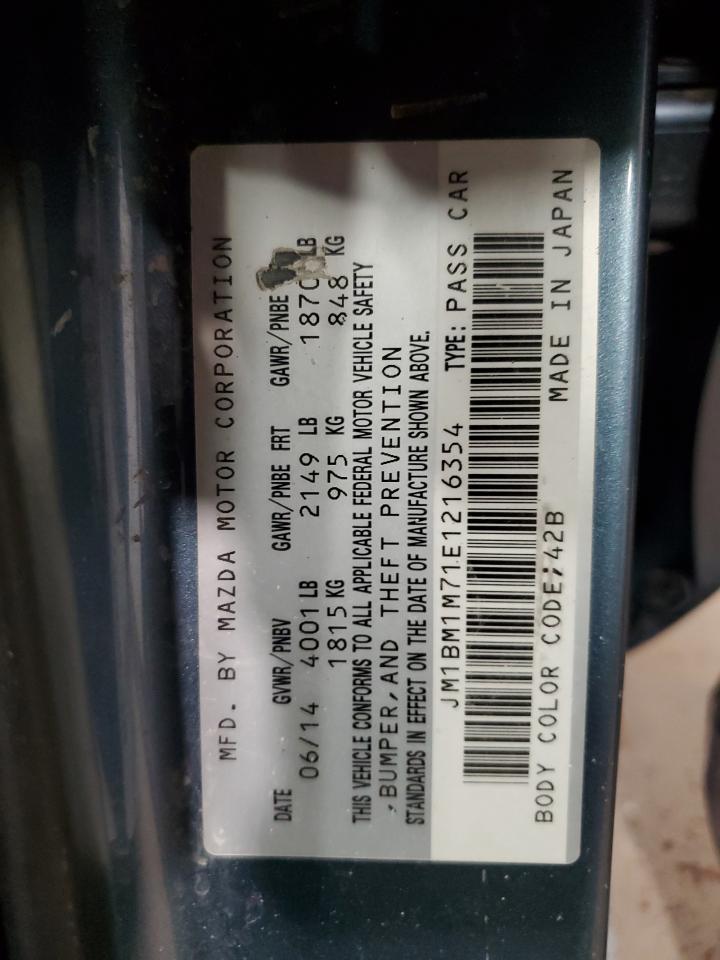 MFD. BY MAZDA MOTOR CORPORATION
DATE GVWR/PNBV GAWR/PNBE FRT GAWR/PNBE
06/14 4001LB 2149 LB 1870 LB
1815KG 975 KG 848 KG
THIS VEHICLE CONFORMS TO ALL APPLICABLE FEDERAL MOTOR VEHICLE SAFETY
,BUMPER,AND THEFT PREVENTION
STANDARDS IN EFFECT ON THE DATE OF MANUFACTURE SHOWN ABOVE.
JM1BM1M71E1216354 TYPE: PASS CAR
BODY COLOR CODE:42B MADE IN JAPAN